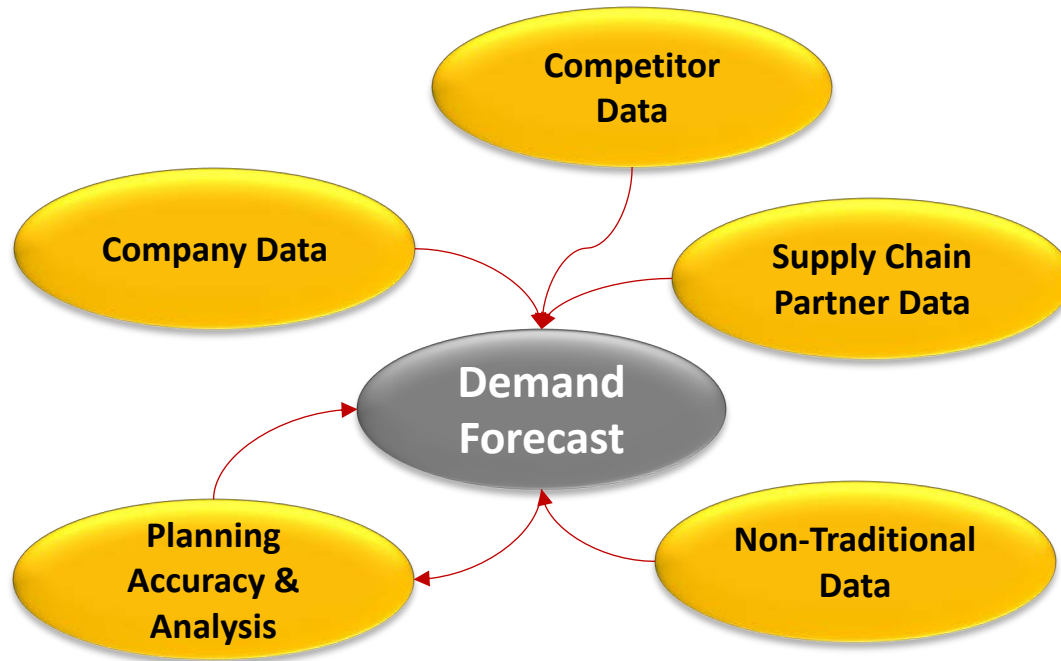 Competitor
Data
Company Data
Supply Chain
Partner Data
Demand
Forecast
Planning
Accuracy &
Analysis
Non-Traditional
Data